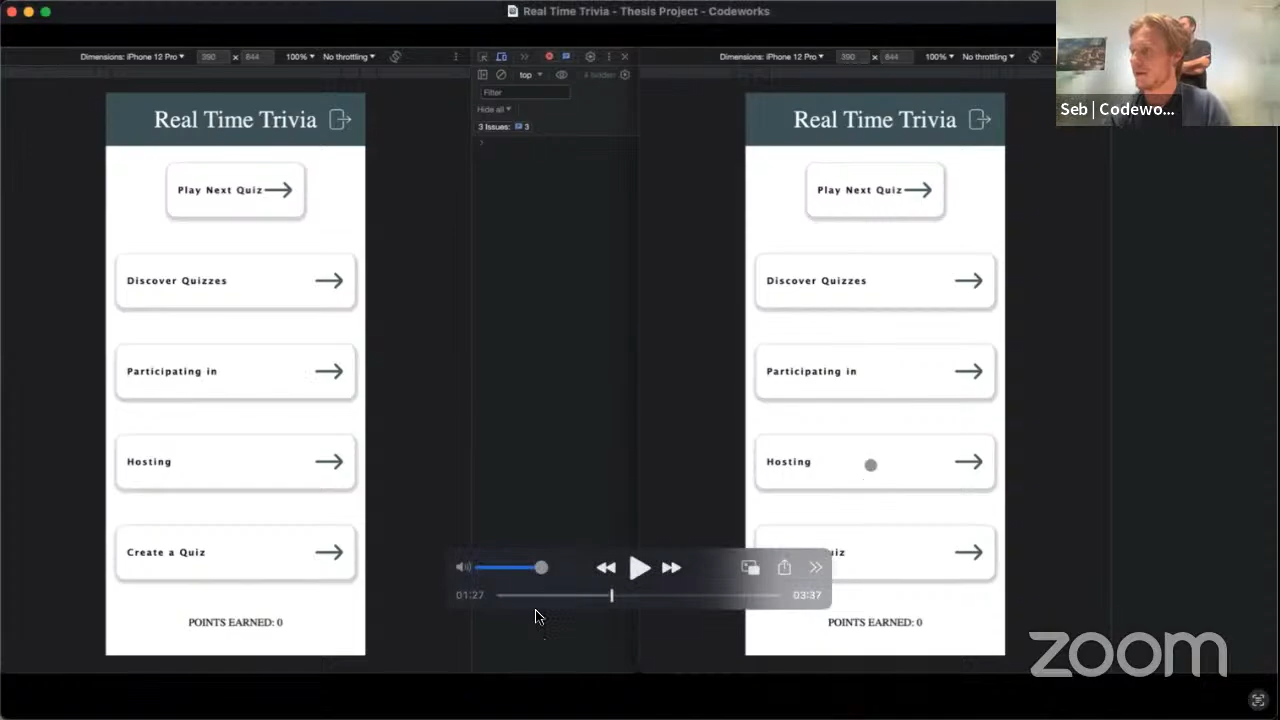 Real Time Trivia - Thesis Project - Codeworks
Dimensions: iPhone 12 Pro ▾ 390 x 844 100% ▾ No throttling ▾
top ▾ 4 hidden
Filter
Hide all ▾
3 Issues: 3
Real Time Trivia
Play Next Quiz
Discover Quizzes
Participating in
Hosting
Create a Quiz
POINTS EARNED: 0
Dimensions: iPhone 12 Pro ▾ 390 x 844 100% ▾ No throttling ▾
Real Time Trivia
Play Next Quiz
Discover Quizzes
Participating in
Hosting
uiz
POINTS EARNED: 0
01:27 03:37
Seb | Codewo...
zoom